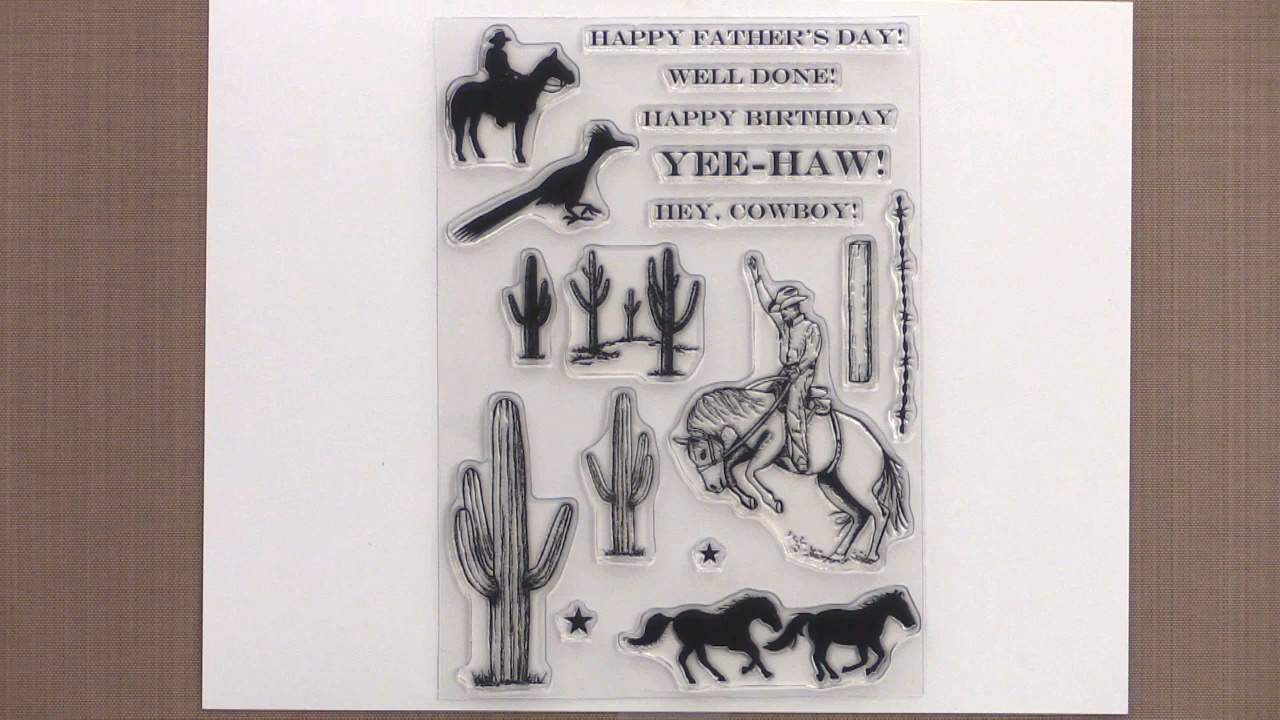 HAPPY FATHER'S DAY!
WELL DONE!
HAPPY BIRTHDAY
YEE-HAW!
HEY, COWBOY!